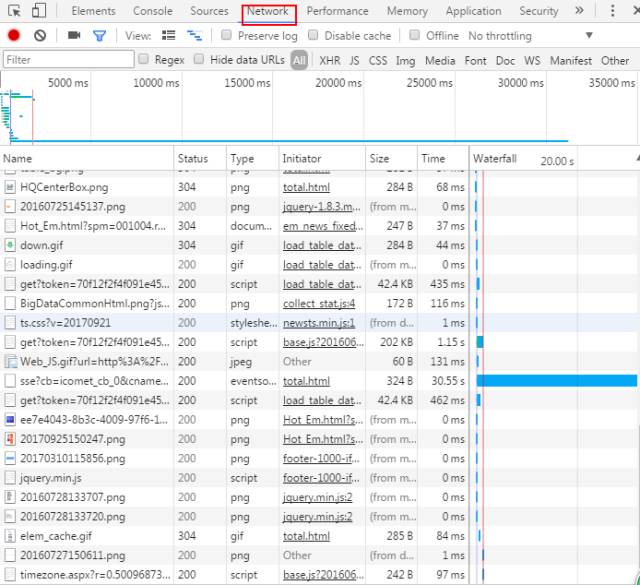 Elements Console Sources Network Performance Memory Application Security
View: Preserve log Disable cache Offline No throttling
Filter Regex Hide data URLs All XHR JS CSS Img Media Font Doc WS Manifest Other
5000 ms 10000 ms 15000 ms 20000 ms 25000 ms 30000 ms 35000 ms
Name Status Type Initiator Size Time Waterfall 20.00 s
HQCenterBox.png 304 png total.html 284 B 68 ms
20160725145137.png 200 png jquery-1.8.3.m... (from m... 0 ms
Hot_Em.html?spm=001004.r... 304 docum... em_news_fixed... 247 B 37 ms
down.gif 304 gif load_table_dat... 284 B 44 ms
loading.gif 200 gif load_table_dat... (from m... 0 ms
get?token=70f12f2f4f091e45... 200 script load_table_dat... 42.4 KB 435 ms
BigDataCommonHtml.png?js... 200 png collect_stat.js:4 172 B 116 ms
ts.css?v=20170921 200 styleshe... newsts.min.js:1 (from d... 1 ms
get?token=70f12f2f4f091e45... 200 script base.js?201606... 202 KB 1.15 s
Web_JS.gif?url=http%3A%2F... 200 jpeg Other 60 B 131 ms
sse?cb=icomet_cb_0&cname... 200 eventso... total.html 324 B 30.55 s
get?token=70f12f2f4f091e45... 200 script load_table_dat... 42.4 KB 462 ms
ee7e4043-8b3c-4009-97f6-1... 200 png Hot_Em.html?s... (from m... 0 ms
20170925150247.png 200 png Hot_Em.html?s... (from m... 0 ms
20170310115856.png 200 png footer-1000-if... (from m... 0 ms
jquery.min.js 200 script footer-1000-if... (from m... 0 ms
20160728133707.png 200 png jquery.min.js:2 (from m... 0 ms
20160728133720.png 200 png jquery.min.js:2 (from m... 0 ms
elem_cache.gif 304 gif total.html 285 B 84 ms
20160727150611.png 200 png Other (from d... 1 ms
timezone.aspx?r=0.50096873... 200 script base.js?201606... 242 B 97 ms